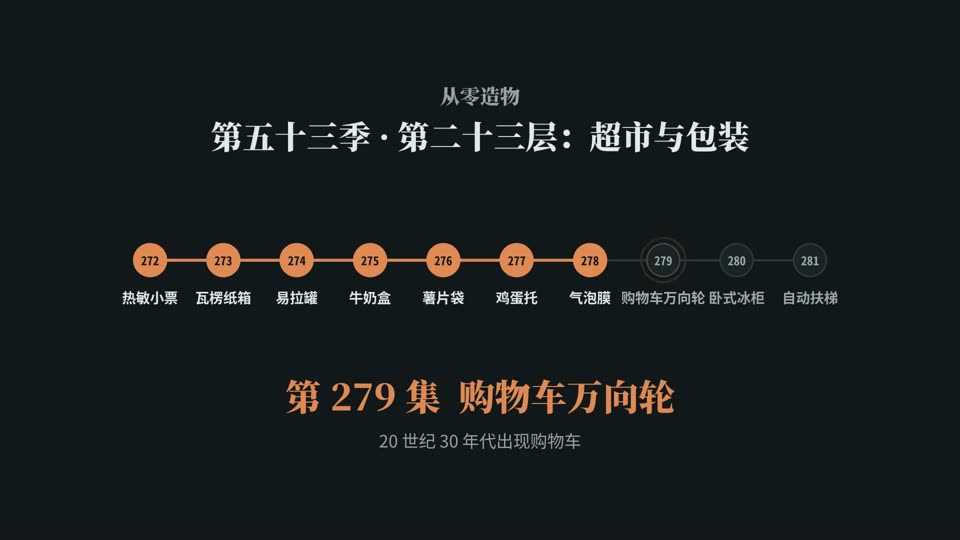 从零造物
第五十三季·第二十三层：超市与包装
272 273 274 275 276 277 278 279 280 281
热敏小票 瓦楞纸箱 易拉罐 牛奶盒 薯片袋 鸡蛋托 气泡膜 购物车万向轮 卧式冰柜 自动扶梯
第 279 集 购物车万向轮
20 世纪 30 年代出现购物车